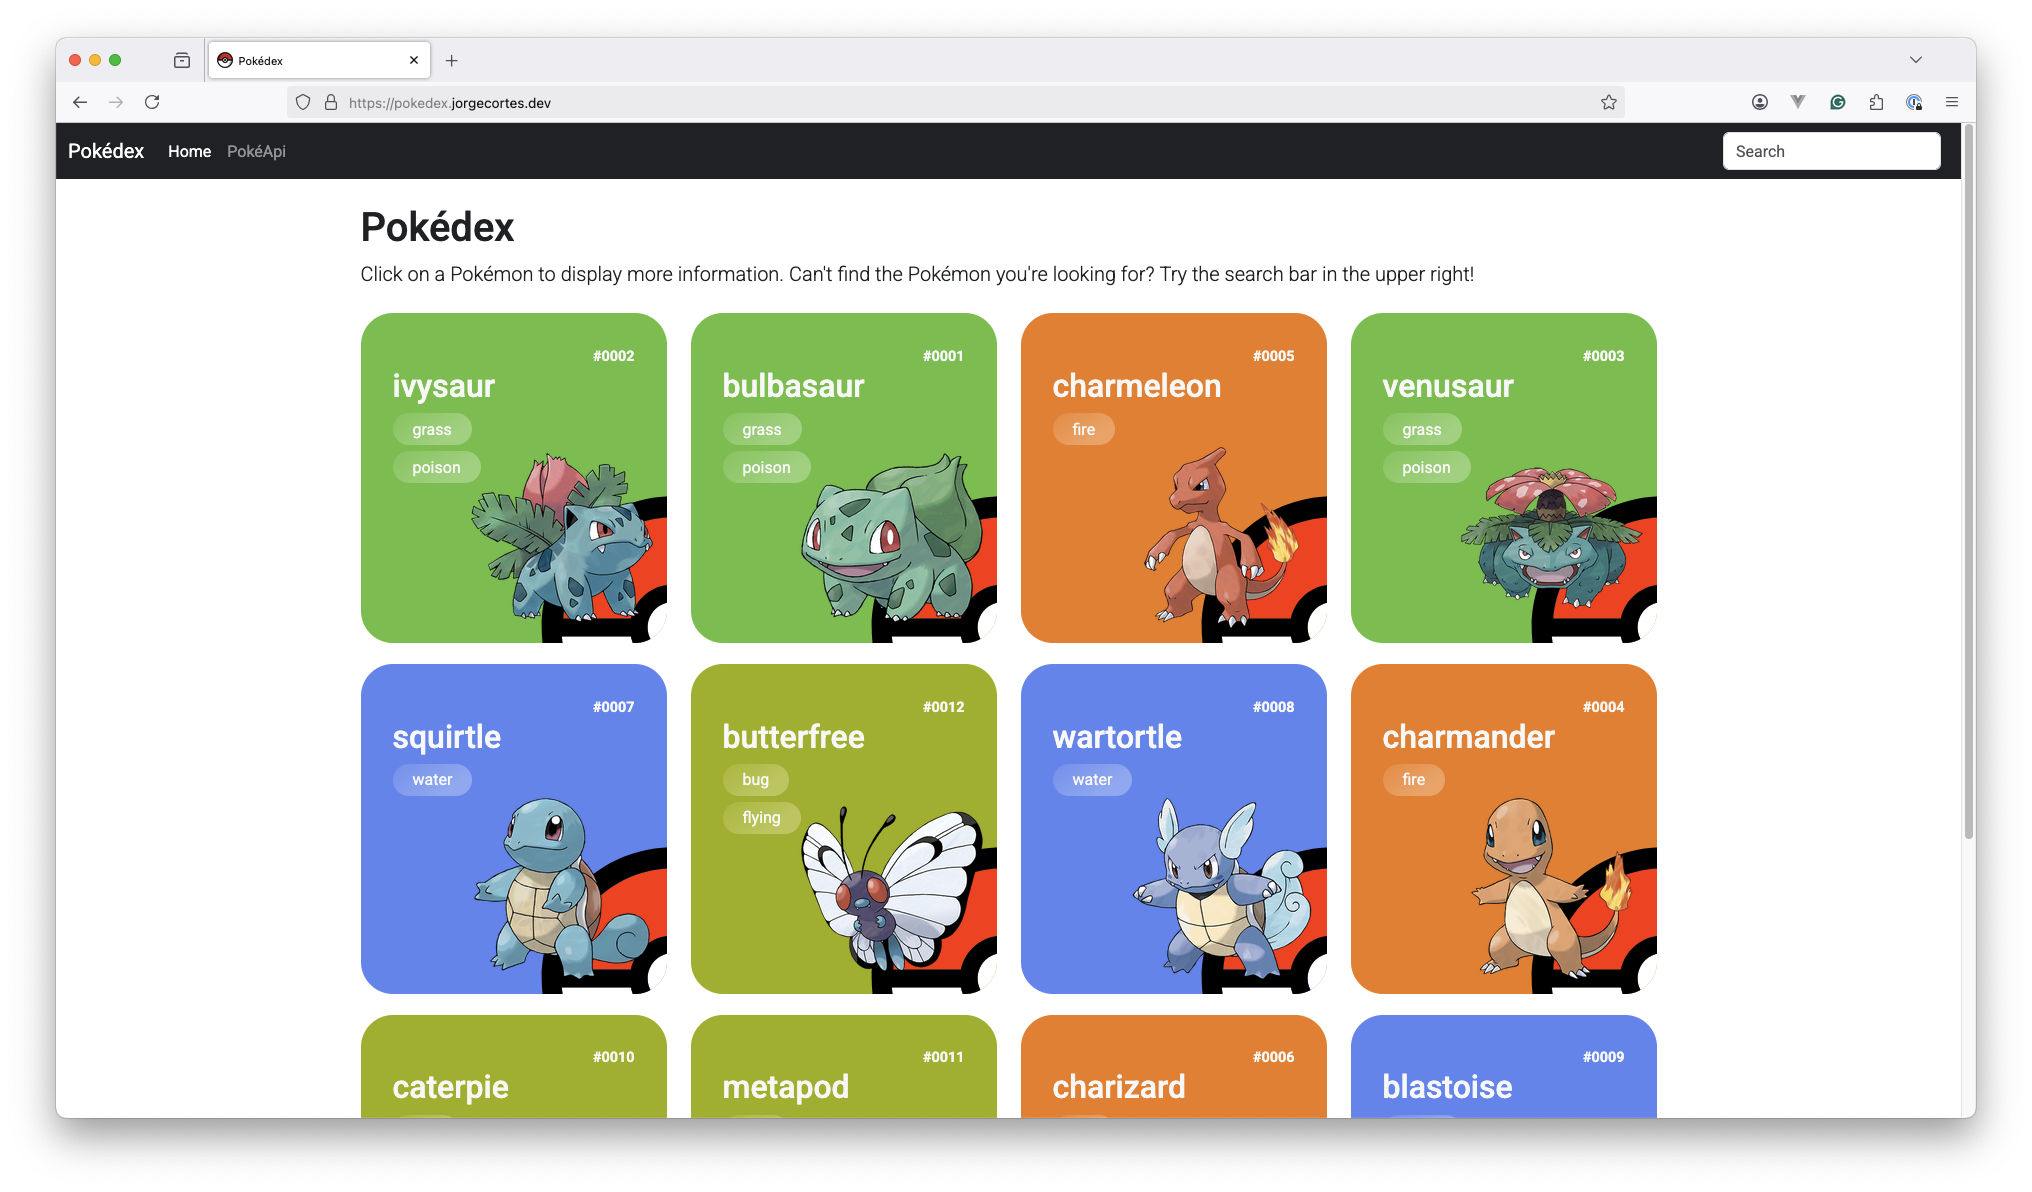 Pokédex
https://pokedex.jorgecortes.dev
Pokédex Home PokéApi Search
Pokédex
Click on a Pokémon to display more information. Can't find the Pokémon you're looking for? Try the search bar in the upper right!
#0002
ivysaur
grass
poison
#0001
bulbasaur
grass
poison
#0005
charmeleon
fire
#0003
venusaur
grass
poison
#0007
squirtle
water
#0012
butterfree
bug
flying
#0008
wartortle
water
#0004
charmander
fire
#0010
caterpie
#0011
metapod
#0006
charizard
#0009
blastoise